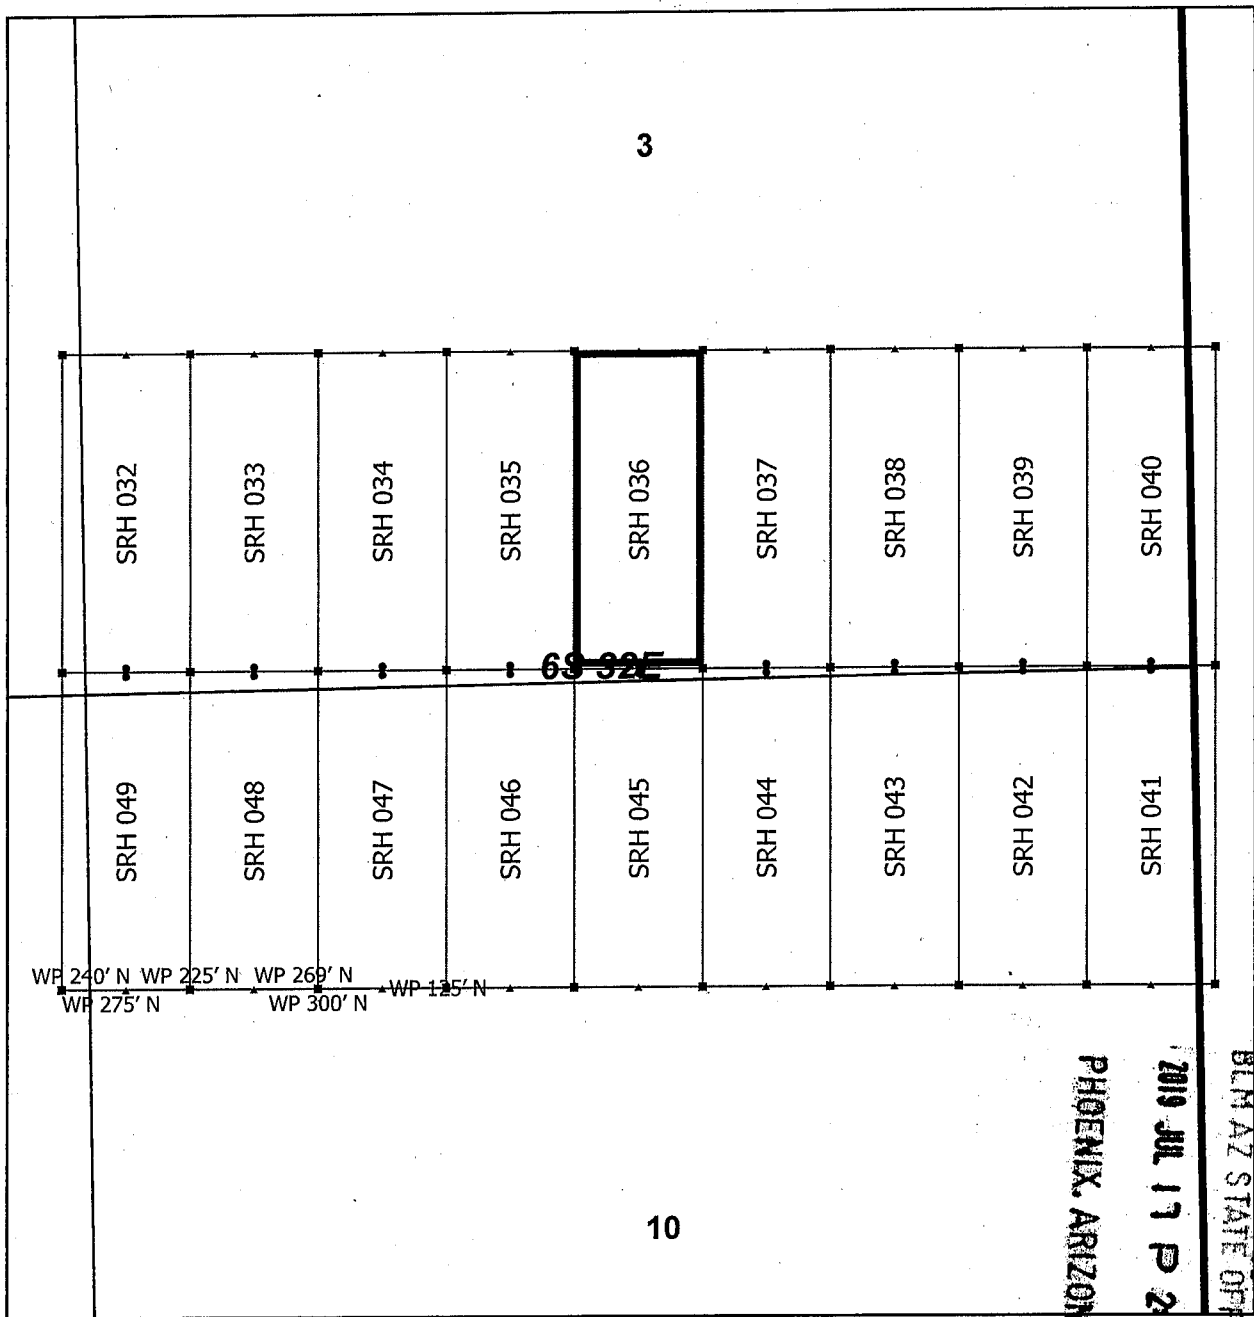 3
SRH 032
SRH 033
SRH 034
SRH 035
SRH 036
SRH 037
SRH 038
SRH 039
SRH 040
6S 32E
SRH 049
SRH 048
SRH 047
SRH 046
SRH 045
SRH 044
SRH 043
SRH 042
SRH 041
WP 240' N WP 225' N WP 269' N
WP 125' N
WP 275' N WP 300' N
10
BLM AZ STATE
2019 JUL 17 P 2
PHOENIX, ARIZON